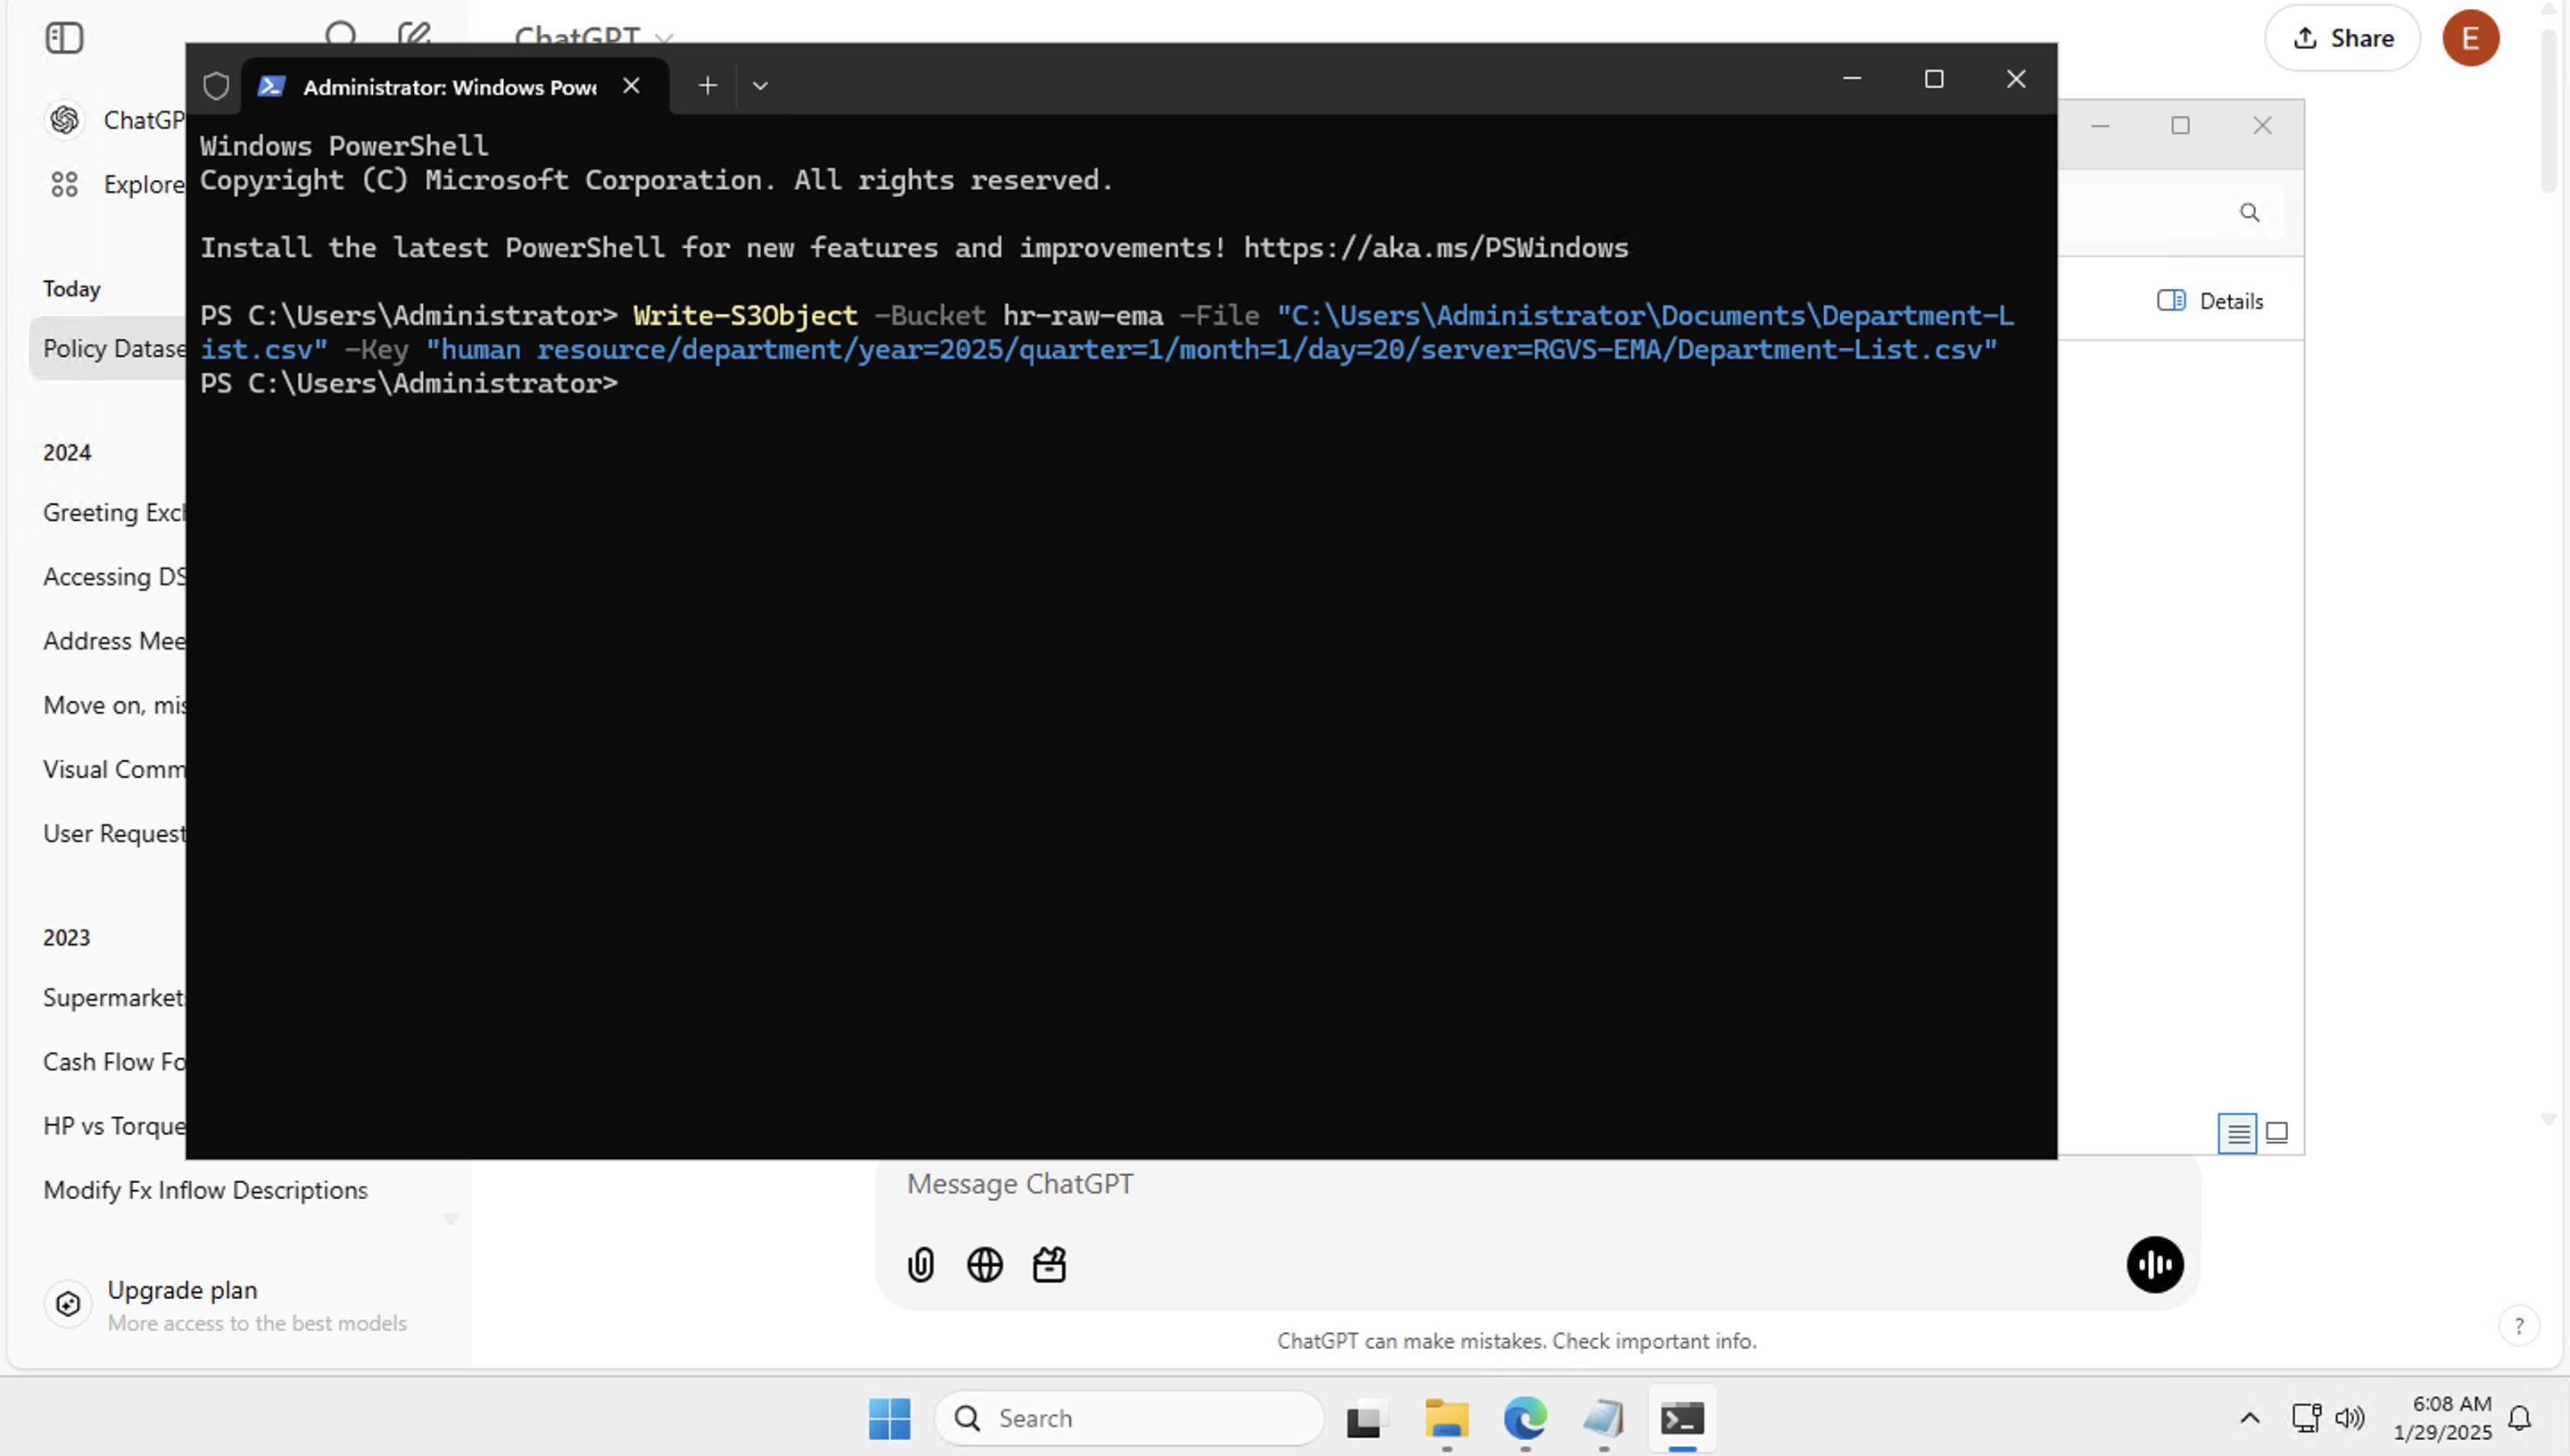 ChatGPT
Share
E
Administrator: Windows Powe
ChatGP
Explore
Windows PowerShell
Copyright (C) Microsoft Corporation. All rights reserved.
Install the latest PowerShell for new features and improvements! https://aka.ms/PSWindows
PS C:\Users\Administrator> Write-S3Object -Bucket hr-raw-ema -File "C:\Users\Administrator\Documents\Department-L
ist.csv" -Key "human resource/department/year=2025/quarter=1/month=1/day=20/server=RGVS-EMA/Department-List.csv"
PS C:\Users\Administrator>
Details
Today
Policy Datase
2024
Greeting Exch
Accessing DS
Address Mee
Move on, mis
Visual Comm
User Request
2023
Supermarkets
Cash Flow Fo
HP vs Torque
Modify Fx Inflow Descriptions
Upgrade plan
More access to the best models
Message ChatGPT
ChatGPT can make mistakes. Check important info.
?
Search
6:08 AM
1/29/2025